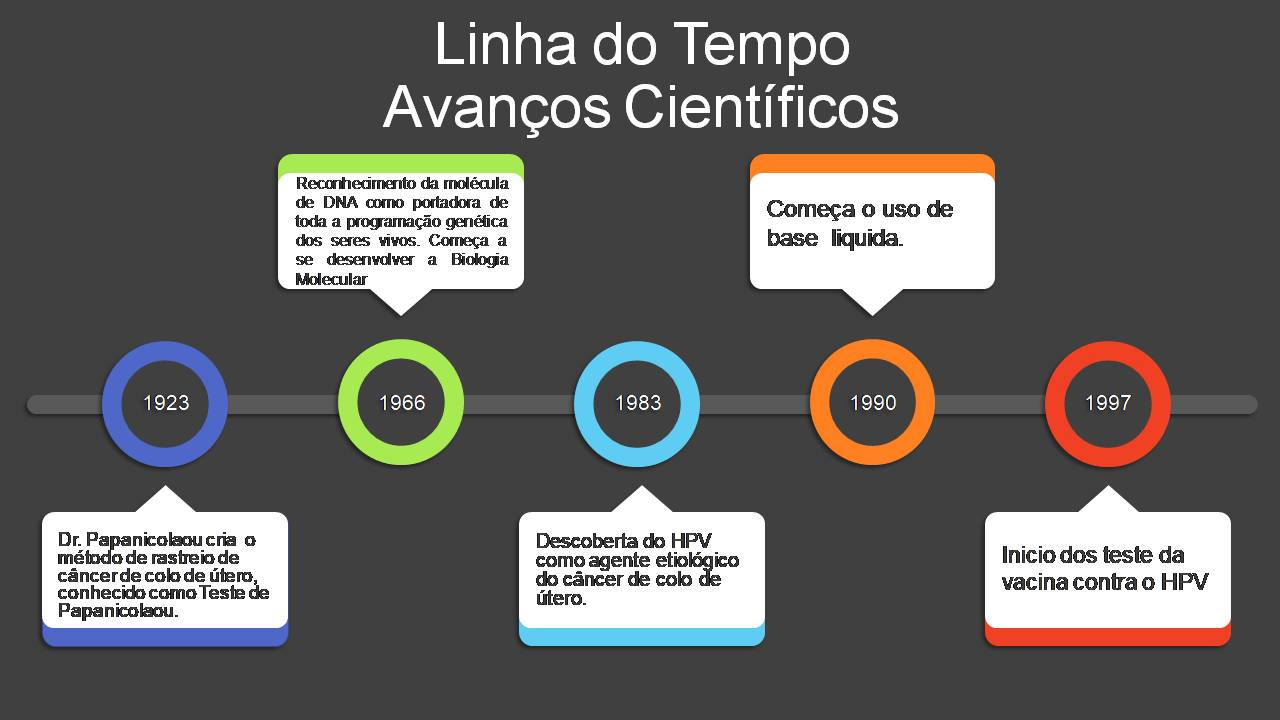 Linha do Tempo
Avanços Científicos
Reconhecimento da molécula
de DNA como portadora de
toda a programação genética
dos seres vivos. Começa a
se desenvolver a Biologia
Molecular
Começa o uso de
base liquida.
1923
1966
1983
1990
1997
Dr. Papanicolaou cria o
método de rastreio de
câncer de colo de útero,
conhecido como Teste de
Papanicolaou.
Descoberta do HPV
como agente etiológico
do câncer de colo de
útero.
Inicio dos teste da
vacina contra o HPV